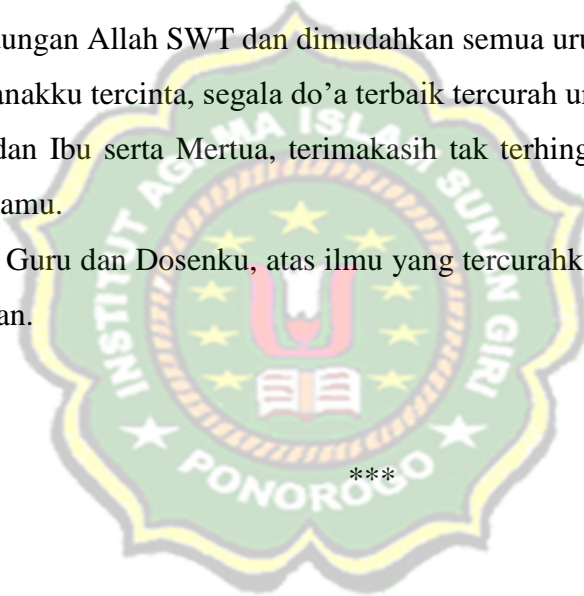 ungan Allah SWT dan dimudahkan semua uru
anakku tercinta, segala do’a terbaik tercurah u
dan Ibu serta Mertua, terimakasih tak terhing
amu.
Guru dan Dosenku, atas ilmu yang tercurahk
an.
***
INSTITUT AGAMA ISLAM SUNAN GIRI
PONOROGO